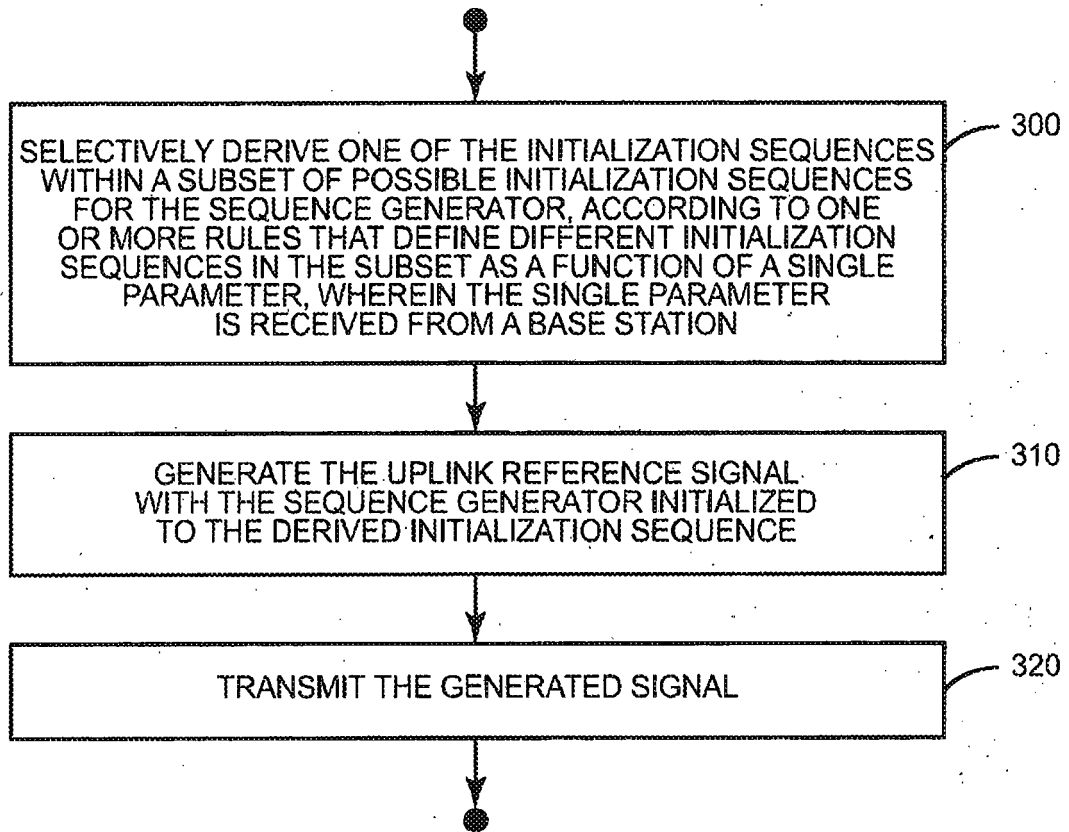 300
SELECTIVELY DERIVE ONE OF THE INITIALIZATION SEQUENCES
WITHIN A SUBSET OF POSSIBLE INITIALIZATION SEQUENCES
FOR THE SEQUENCE GENERATOR, ACCORDING TO ONE
OR MORE RULES THAT DEFINE DIFFERENT INITIALIZATION
SEQUENCES IN THE SUBSET AS A FUNCTION OF A SINGLE
PARAMETER, WHEREIN THE SINGLE PARAMETER
IS RECEIVED FROM A BASE STATION
310
GENERATE THE UPLINK REFERENCE SIGNAL
WITH THE SEQUENCE GENERATOR INITIALIZED
TO THE DERIVED INITIALIZATION SEQUENCE
320
TRANSMIT THE GENERATED SIGNAL